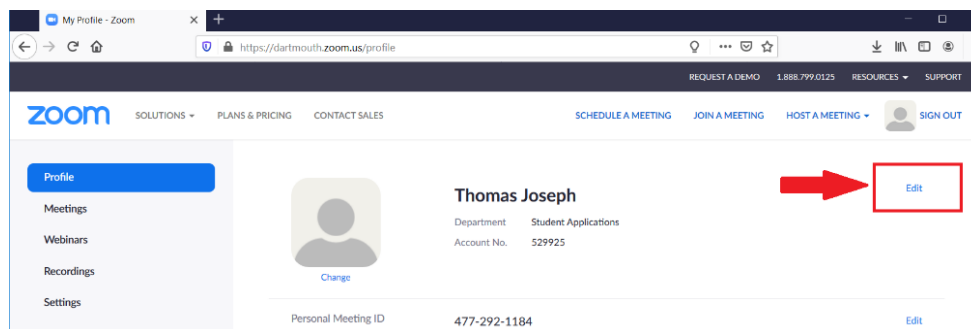 My Profile - Zoom
https://dartmouth.zoom.us/profile
REQUEST A DEMO 1.888.799.0125 RESOURCES SUPPORT
zoom SOLUTIONS PLANS & PRICING CONTACT SALES SCHEDULE A MEETING JOIN A MEETING HOST A MEETING SIGN OUT
Profile
Meetings
Webinars
Recordings
Settings
Change
Thomas Joseph
Department Student Applications
Account No. 529925
Edit
Personal Meeting ID 477-292-1184 Edit